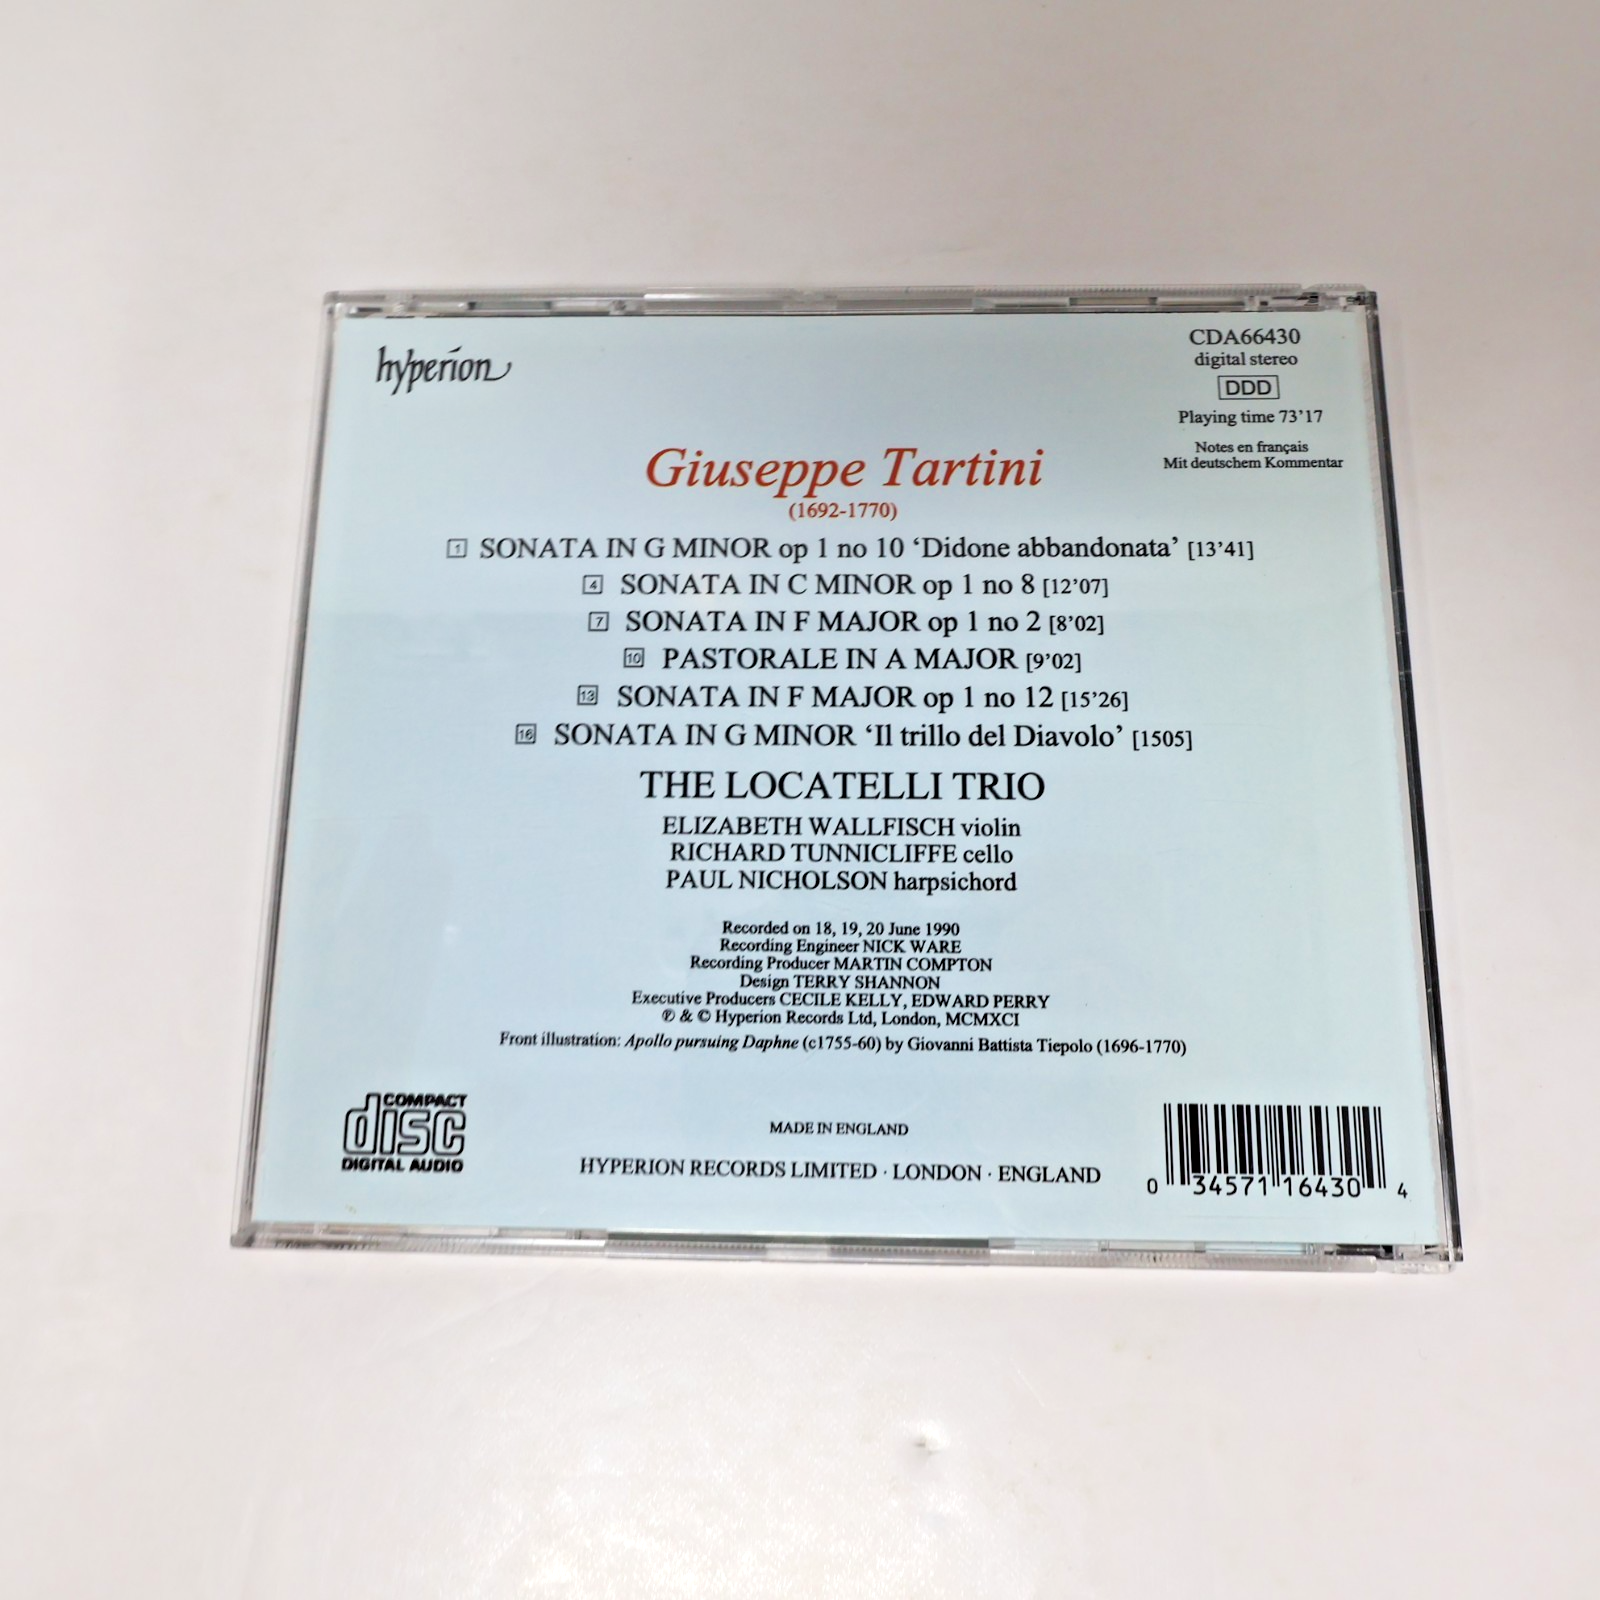 hyperion
CDA66430
digital stereo
DDD
Playing time 73'17
Notes en français
Mit deutschem Kommentar
Giuseppe Tartini
(1692-1770)
1 SONATA IN G MINOR op 1 no 10 ‘Didone abbandonata’ [13’41]
4 SONATA IN C MINOR op 1 no 8 [12’07]
7 SONATA IN F MAJOR op 1 no 2 [8’02]
10 PASTORALE IN A MAJOR [9’02]
13 SONATA IN F MAJOR op 1 no 12 [15’26]
16 SONATA IN G MINOR ‘Il trillo del Diavolo’ [1505]
THE LOCATELLI TRIO
ELIZABETH WALLFISCH violin
RICHARD TUNNICLIFFE cello
PAUL NICHOLSON harpsichord
Recorded on 18, 19, 20 June 1990
Recording Engineer NICK WARE
Recording Producer MARTIN COMPTON
Design TERRY SHANNON
Executive Producers CECILE KELLY, EDWARD PERRY
℗ & © Hyperion Records Ltd, London, MCMXCI
Front illustration: Apollo pursuing Daphne (c1755-60) by Giovanni Battista Tiepolo (1696-1770)
COMPACT
disc
DIGITAL AUDIO
MADE IN ENGLAND
HYPERION RECORDS LIMITED · LONDON · ENGLAND
0 34571 16430 4